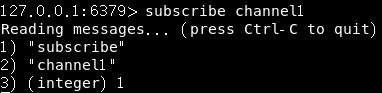 127.0.0.1:6379> subscribe channel1
Reading messages... (press Ctrl-C to quit)
1) "subscribe"
2) "channel1"
3) (integer) 1